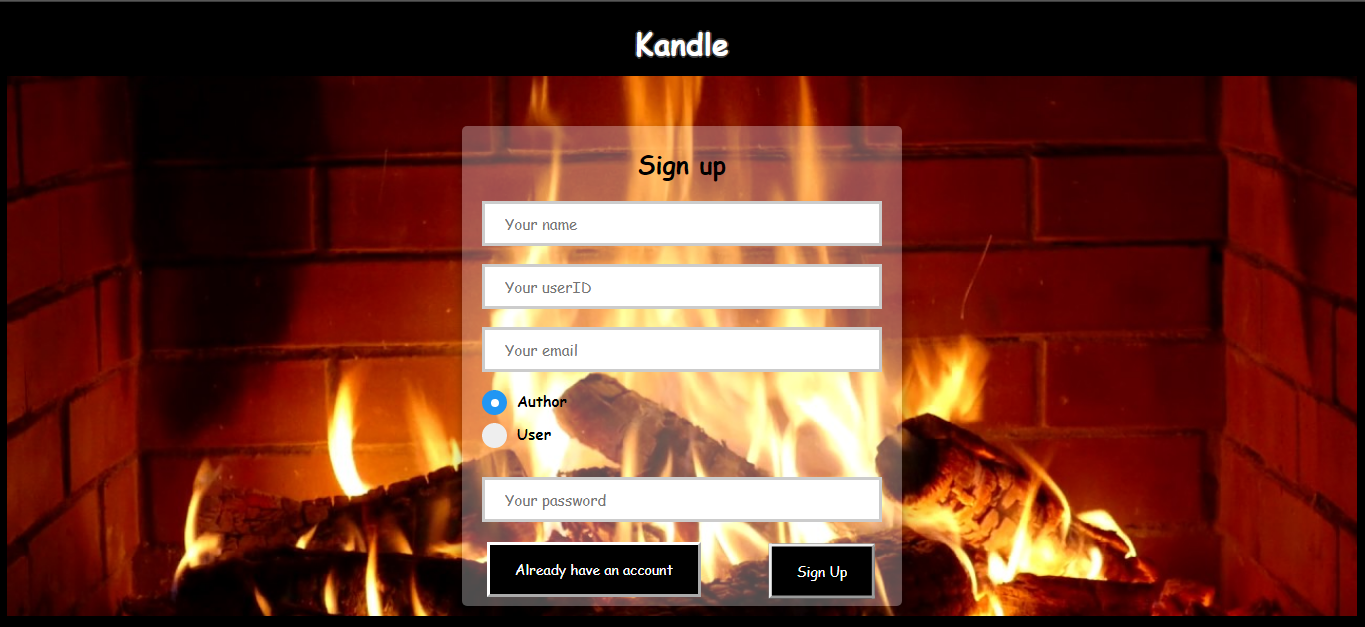 Kandle
Sign up
Your name
Your userID
Your email
Author
User
Your password
Already have an account
Sign Up